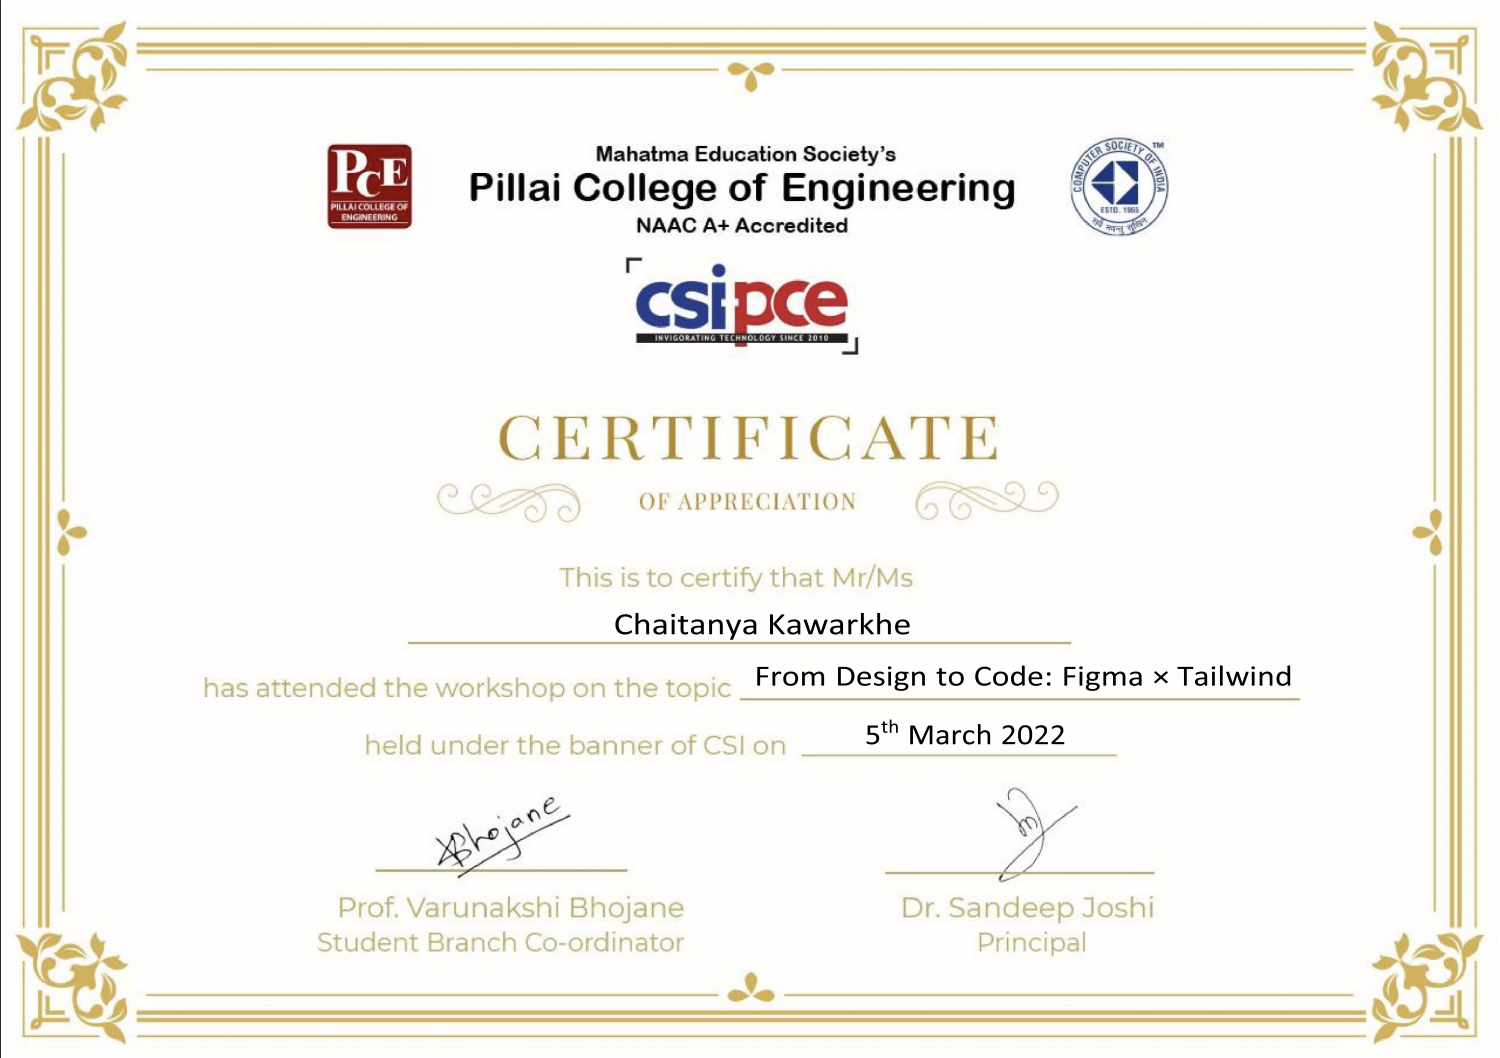 PCE
PILLAI COLLEGE OF
ENGINEERING
Mahatma Education Society's
Pillai College of Engineering
NAAC A+ Accredited
COMPUTER SOCIETY OF INDIA
TM
ESTD. 1965
csipce
INVIGORATING TECHNOLOGY SINCE 2010
CERTIFICATE
OF APPRECIATION
This is to certify that Mr/Ms
Chaitanya Kawarkhe
has attended the workshop on the topic From Design to Code: Figma × Tailwind
held under the banner of CSI on 5th March 2022
Bhojane
Prof. Varunakshi Bhojane
Student Branch Co-ordinator
Dr. Sandeep Joshi
Principal